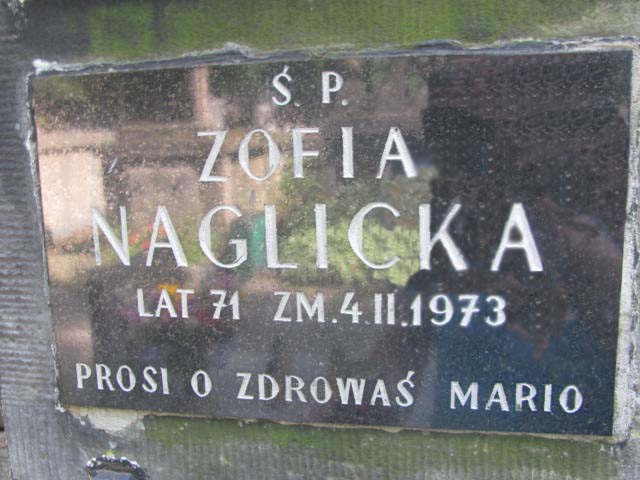 Ś. P.
ZOFIA
NAGLICKA
LAT 71 ZM. 4. II. 1973
PROSI O ZDROWAŚ MARIO